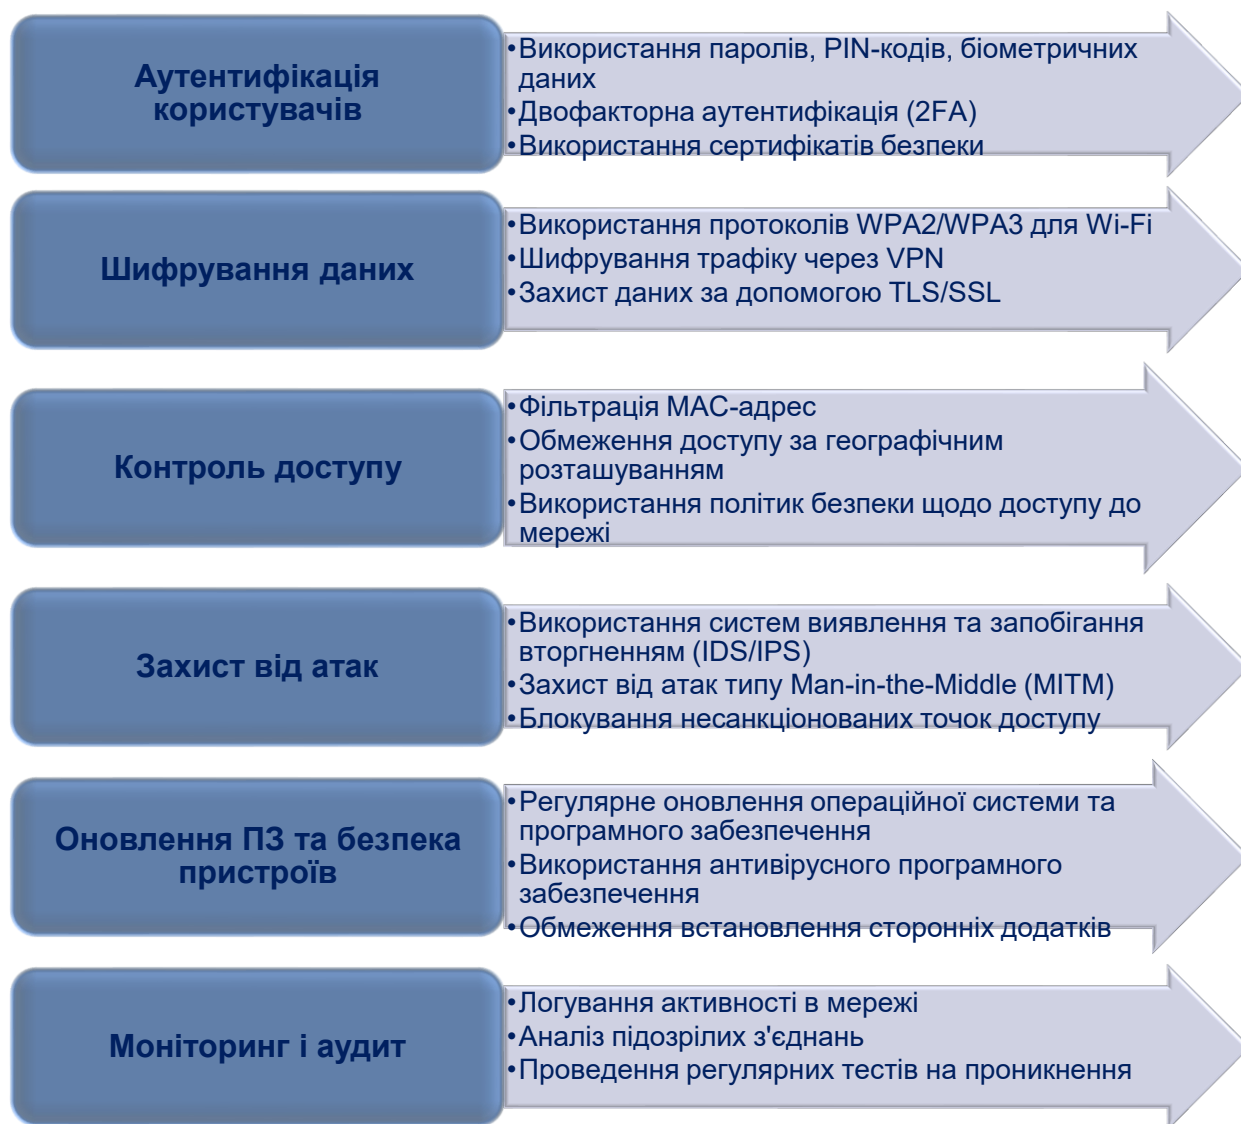 Аутентифікація
користувачів
•Використання паролів, PIN-кодів, біометричних
даних
•Двофакторна аутентифікація (2FA)
•Використання сертифікатів безпеки
Шифрування даних
•Використання протоколів WPA2/WPA3 для Wi-Fi
•Шифрування трафіку через VPN
•Захист даних за допомогою TLS/SSL
Контроль доступу
•Фільтрація MAC-адрес
•Обмеження доступу за географічним
розташуванням
•Використання політик безпеки щодо доступу до
мережі
Захист від атак
•Використання систем виявлення та запобігання
вторгненням (IDS/IPS)
•Захист від атак типу Man-in-the-Middle (MITM)
•Блокування несанкціонованих точок доступу
Оновлення ПЗ та безпека
пристроїв
•Регулярне оновлення операційної системи та
програмного забезпечення
•Використання антивірусного програмного
забезпечення
•Обмеження встановлення сторонніх додатків
Моніторинг і аудит
•Логування активності в мережі
•Аналіз підозрілих з'єднань
•Проведення регулярних тестів на проникнення